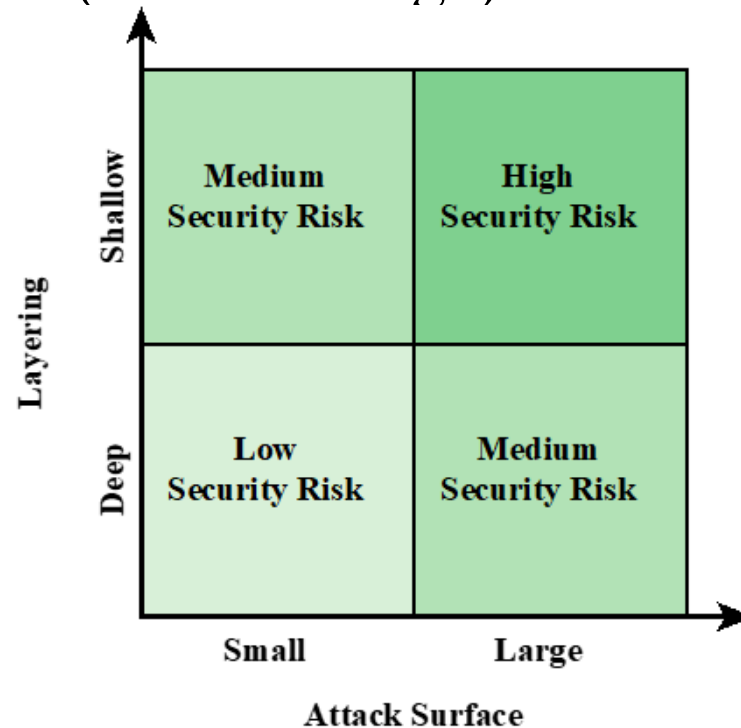 Medium
Security Risk
High
Security Risk
Shallow
Layering
Low
Security Risk
Medium
Security Risk
Deep
Small
Large
Attack Surface